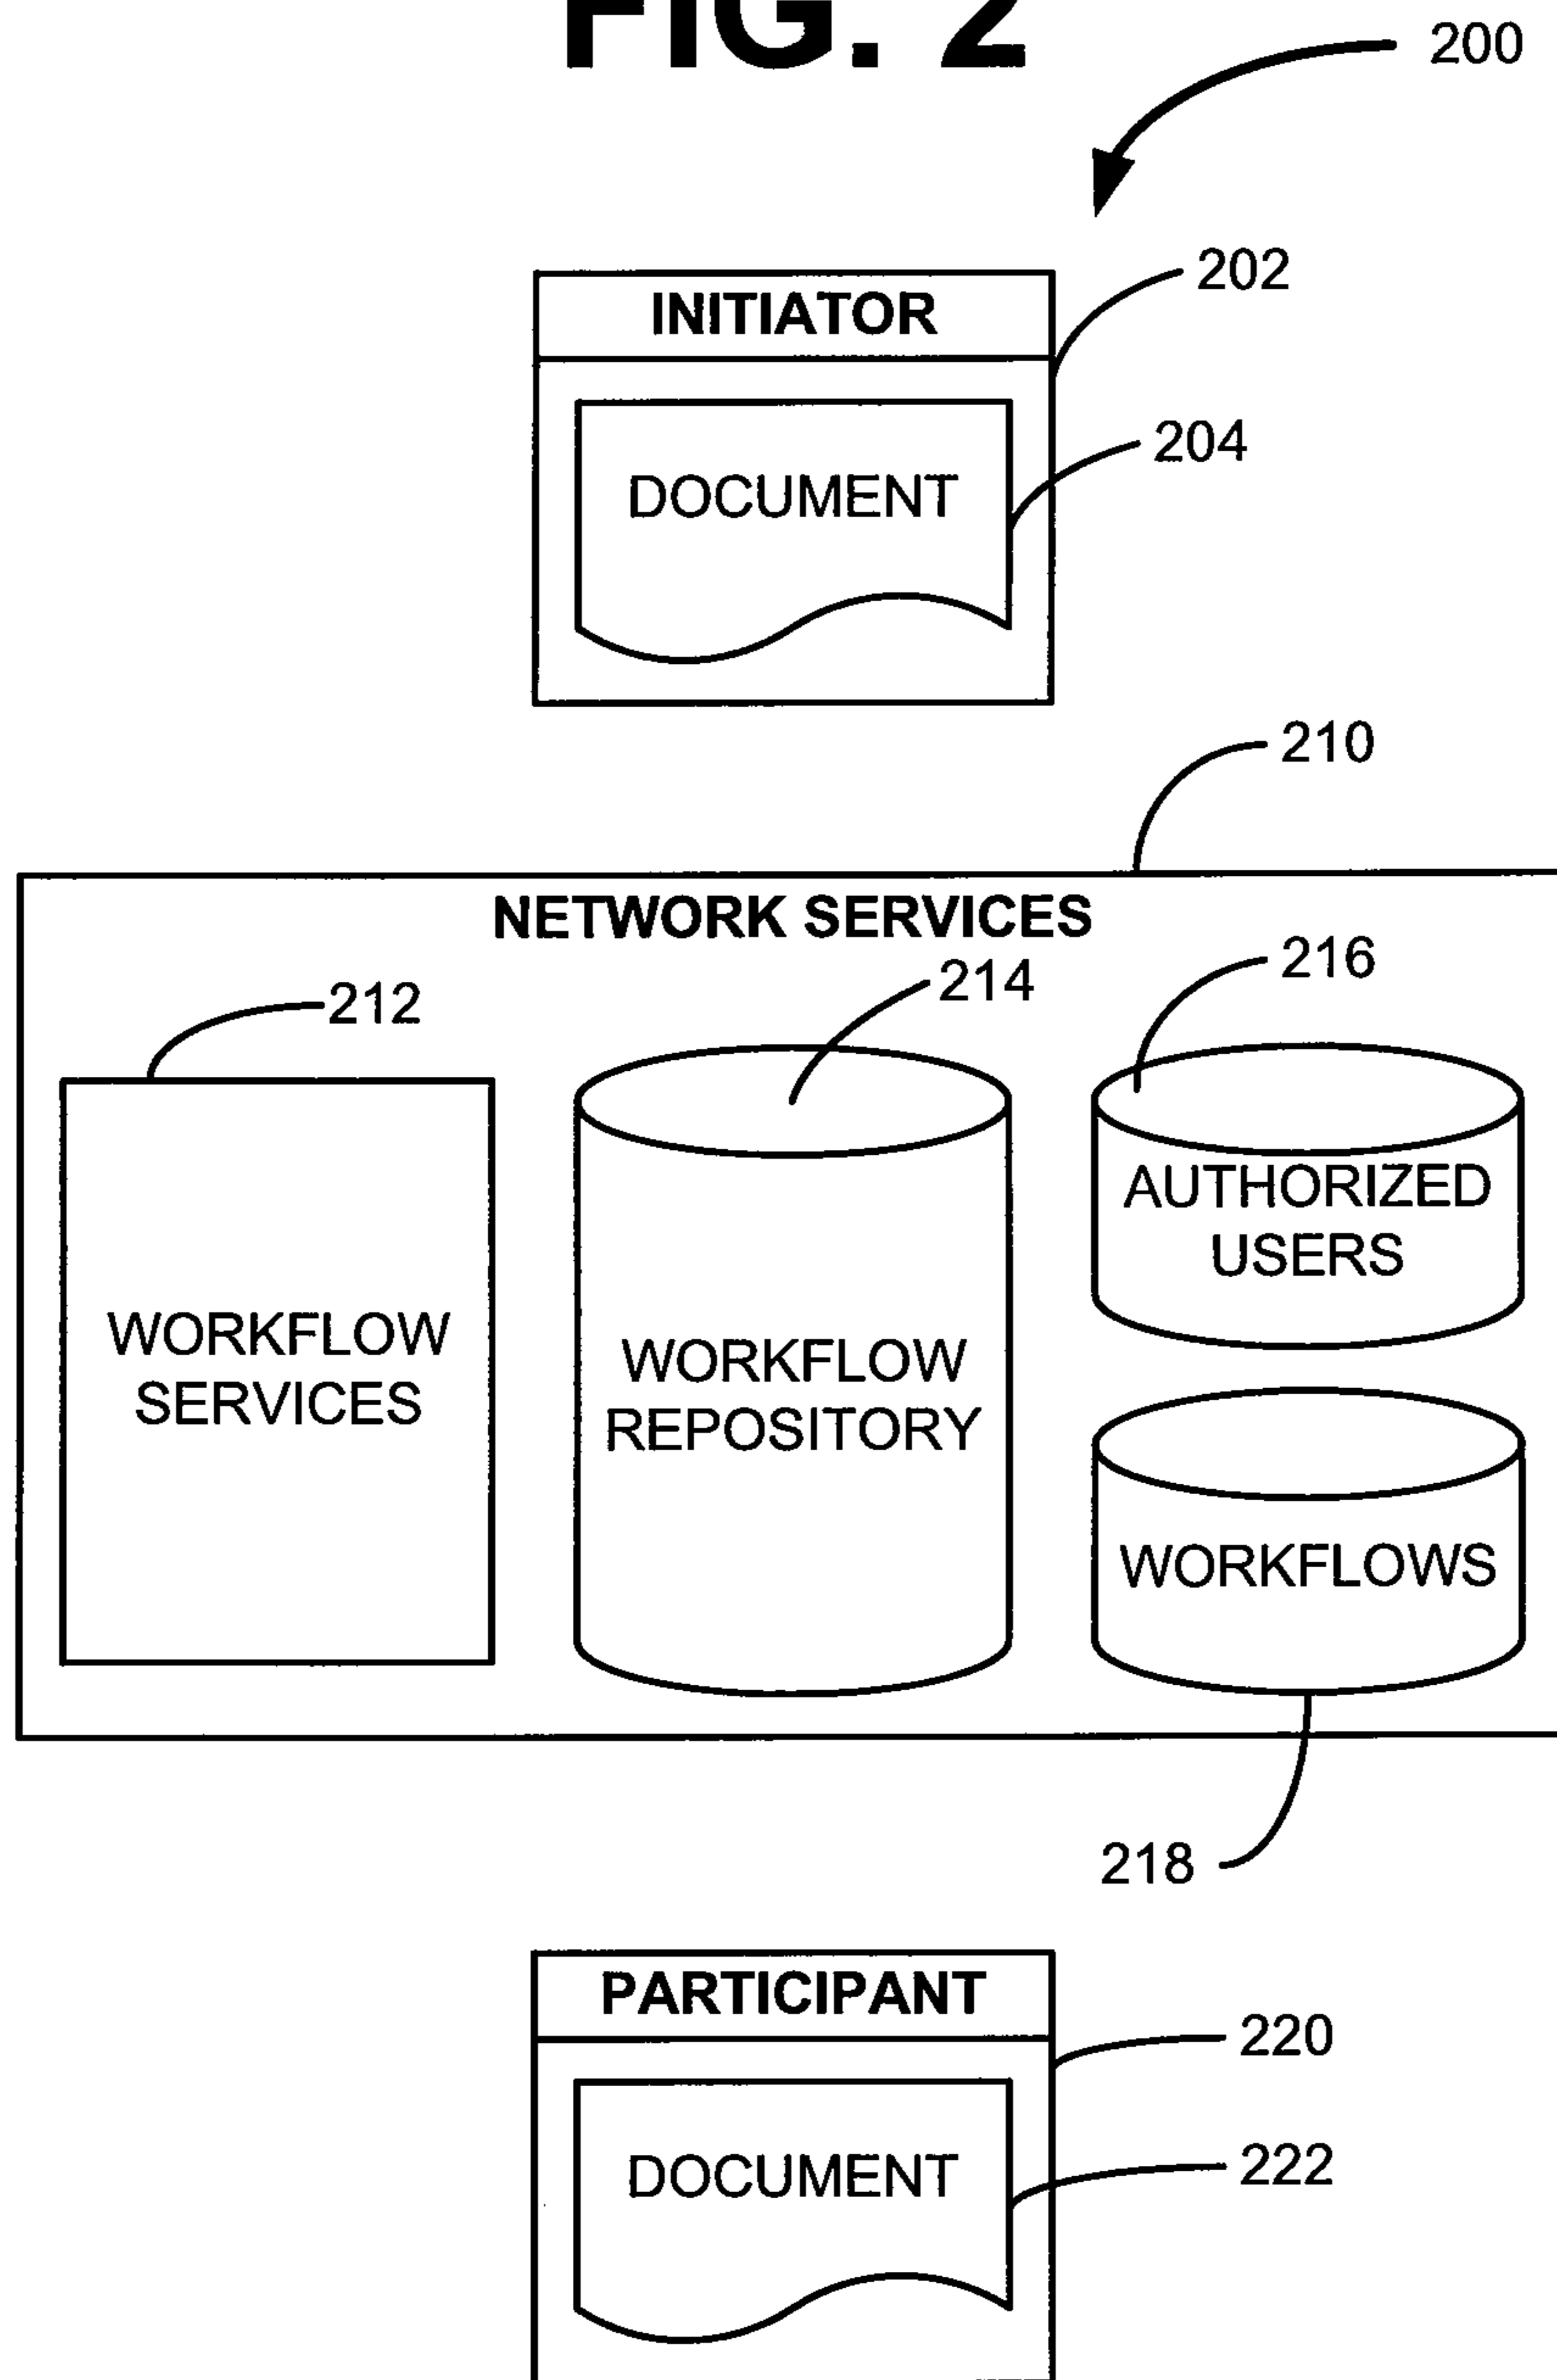 FIG. 2
200
202
INITIATOR
204
DOCUMENT
210
NETWORK SERVICES
216
214
212
AUTHORIZED
USERS
WORKFLOW
SERVICES
WORKFLOW
REPOSITORY
WORKFLOWS
218
PARTICIPANT
220
DOCUMENT
222